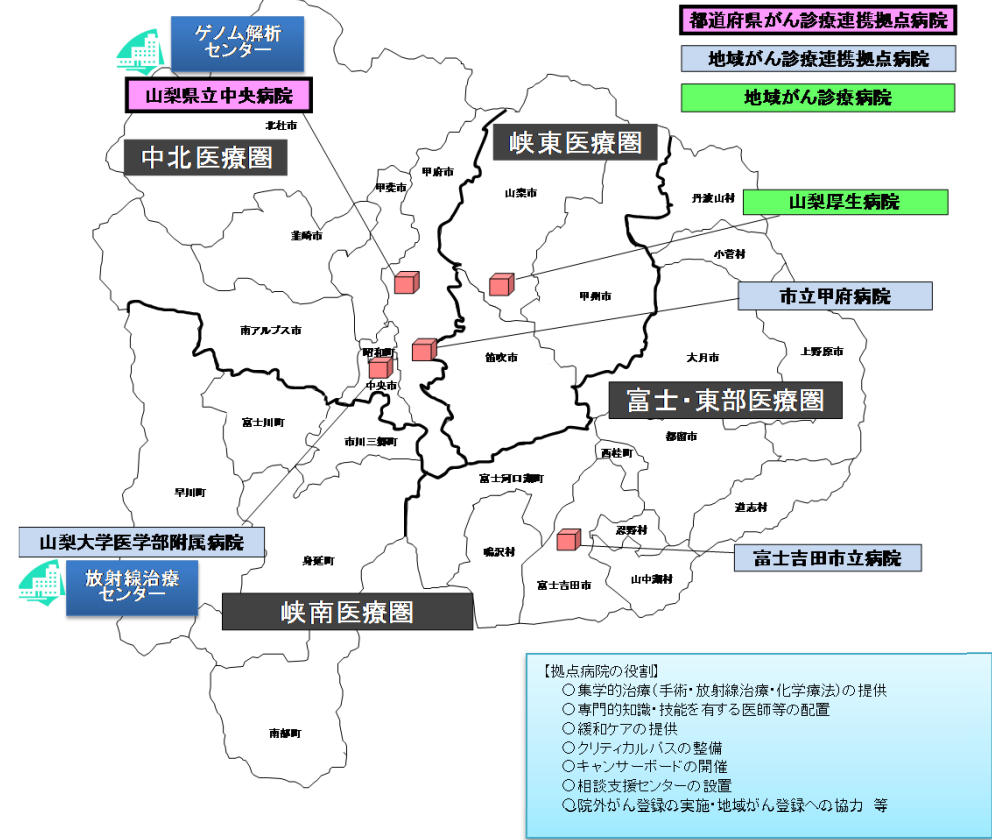 ゲノム解析
センター
山梨県立中央病院
都道府県がん診療連携拠点病院
地域がん診療連携拠点病院
地域がん診療病院
北杜市
中北医療圏
峡東医療圏
甲府市
甲斐市
山梨市
丹波山村
山梨厚生病院
韮崎市
小菅村
市立甲府病院
甲州市
南アルプス市
昭和町
中央市
笛吹市
大月市
上野原市
富士・東部医療圏
富士川町
市川三郷町
都留市
西桂町
富士河口湖町
早川町
道志村
忍野村
鳴沢村
山梨大学医学部附属病院
身延町
富士吉田市立病院
放射線治療
センター
富士吉田市
山中湖村
峡南医療圏
南部町
【拠点病院の役割】
○集学的治療(手術・放射線治療・化学療法)の提供
○専門的知識・技能を有する医師等の配置
○緩和ケアの提供
○クリティカルパスの整備
○キャンサーボードの開催
○相談支援センターの設置
○院外がん登録の実施・地域がん登録への協力 等